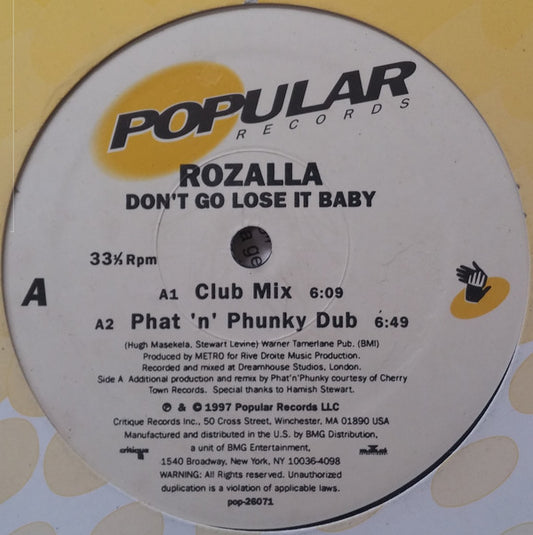 POPULAR
RECORDS
ROZALLA
DON'T GO LOSE IT BABY
33⅓ Rpm
A
A1 Club Mix 6:09
A2 Phat 'n' Phunky Dub 6:49
(Hugh Masekela, Stewart Levine) Warner Tamerlane Pub. (BMI)
Produced by METRO for Rive Droite Music Production.
Recorded and mixed at Dreamhouse Studios, London.
Side A Additional production and remix by Phat'n'Phunky courtesy of Cherry
Town Records. Special thanks to Hamish Stewart.
℗ & © 1997 Popular Records LLC
Critique Records Inc., 50 Cross Street, Winchester, MA 01890 USA
Manufactured and distributed in the U.S. by BMG Distribution,
critique
a unit of BMG Entertainment,
1540 Broadway, New York, NY 10036-4098
WARNING: All Rights Reserved. Unauthorized
duplication is a violation of applicable laws.
pop-26071